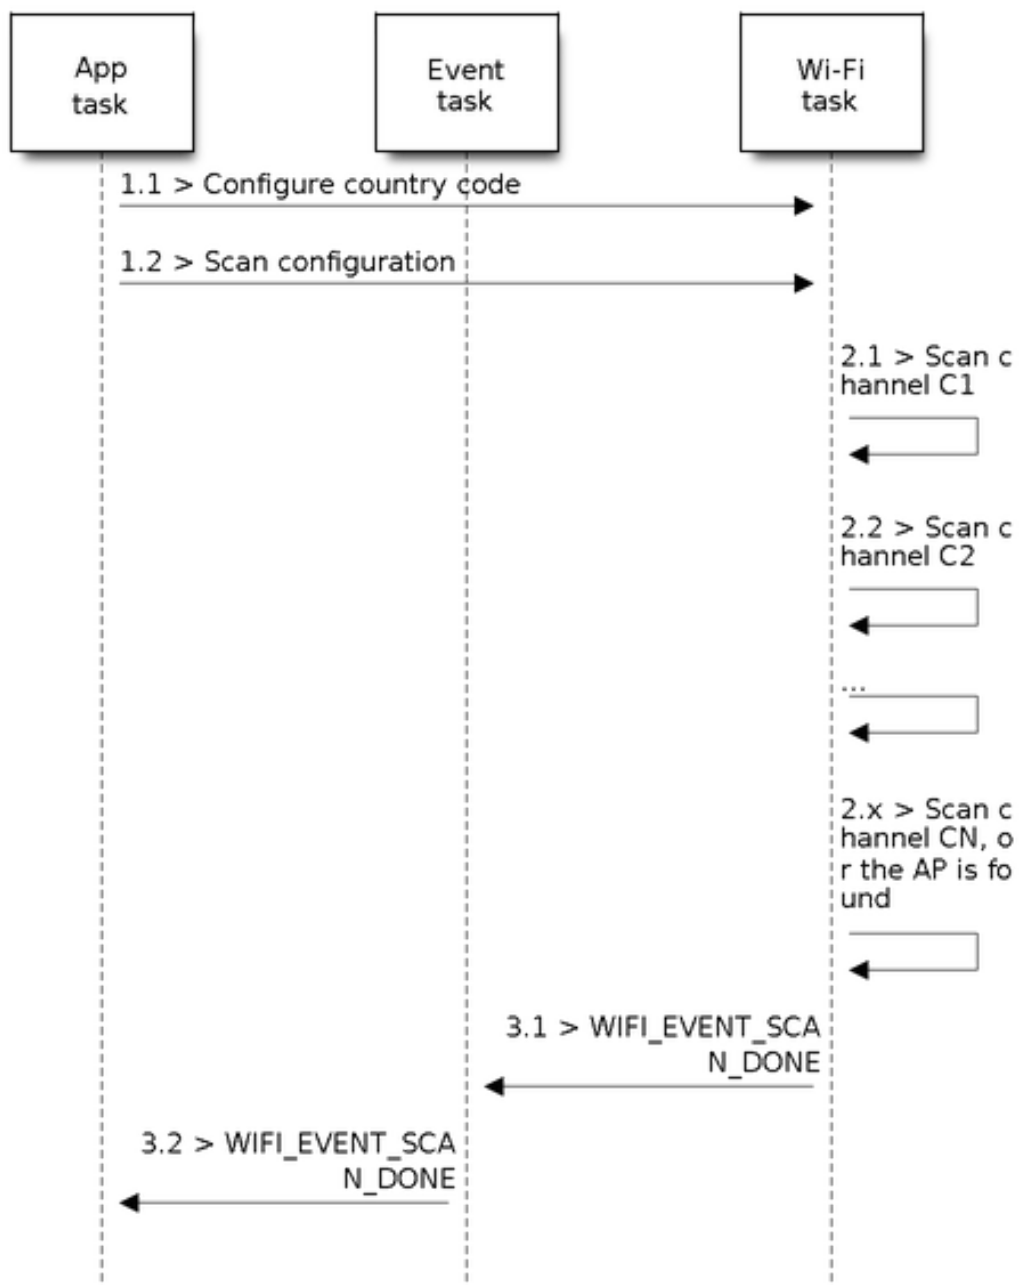 App
task
Event
task
Wi-Fi
task
1.1 > Configure country code
1.2 > Scan configuration
2.1 > Scan c
hannel C1
2.2 > Scan c
hannel C2
...
2.x > Scan c
hannel CN, o
r the AP is fo
und
3.1 > WIFI_EVENT_SCA
N_DONE
3.2 > WIFI_EVENT_SCA
N_DONE